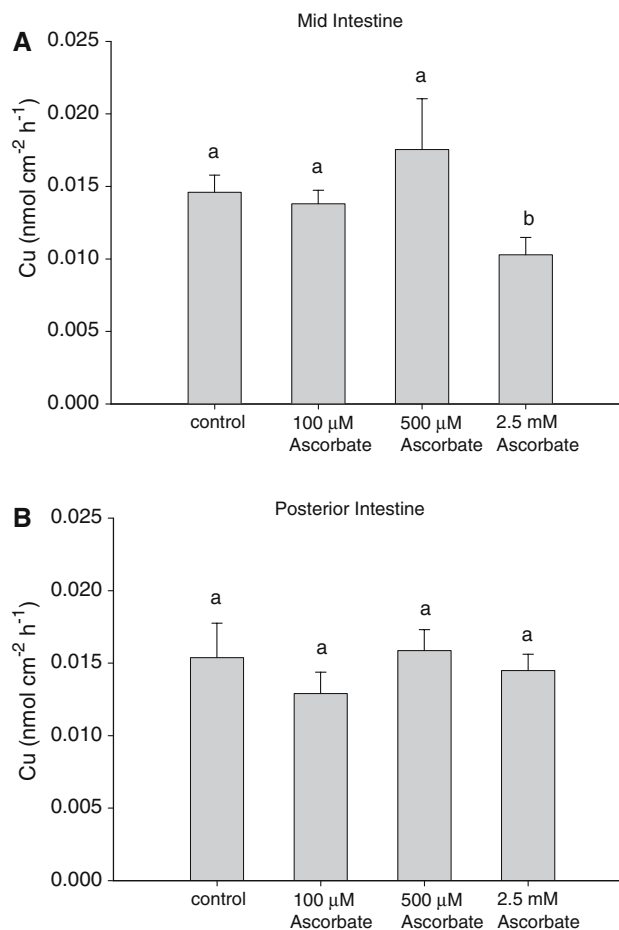 Mid Intestine
A
0.025
0.020
0.015
0.010
0.005
0.000
Cu (nmol cm⁻² h⁻¹)
a
a
a
b
control
100 μM
Ascorbate
500 μM
Ascorbate
2.5 mM
Ascorbate
Posterior Intestine
B
0.025
0.020
0.015
0.010
0.005
0.000
Cu (nmol cm⁻² h⁻¹)
a
a
a
a
control
100 μM
Ascorbate
500 μM
Ascorbate
2.5 mM
Ascorbate